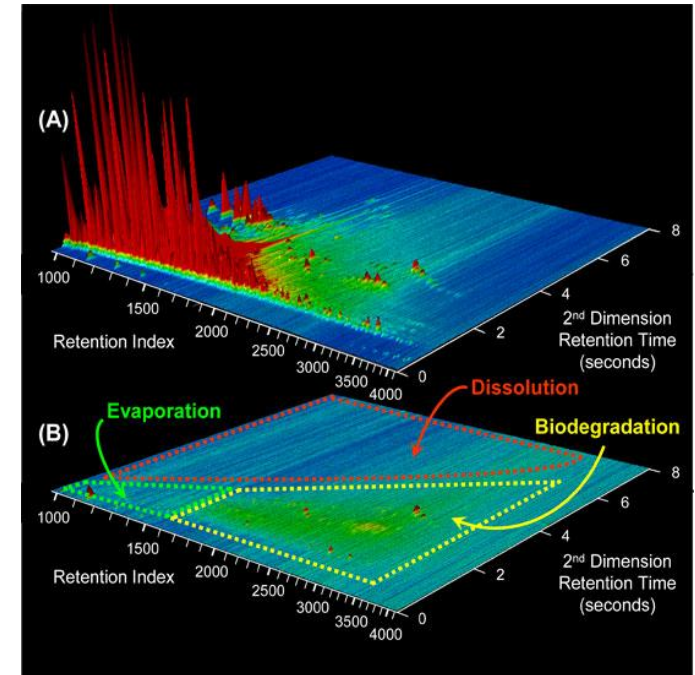 (A)
8
6
4
2
0
2nd Dimension
Retention Time
(seconds)
1000
1500
2000
2500
3000
3500
4000
Retention Index
Dissolution
Evaporation
Biodegradation
(B)
8
6
4
2
0
2nd Dimension
Retention Time
(seconds)
1000
1500
2000
2500
3000
3500
4000
Retention Index